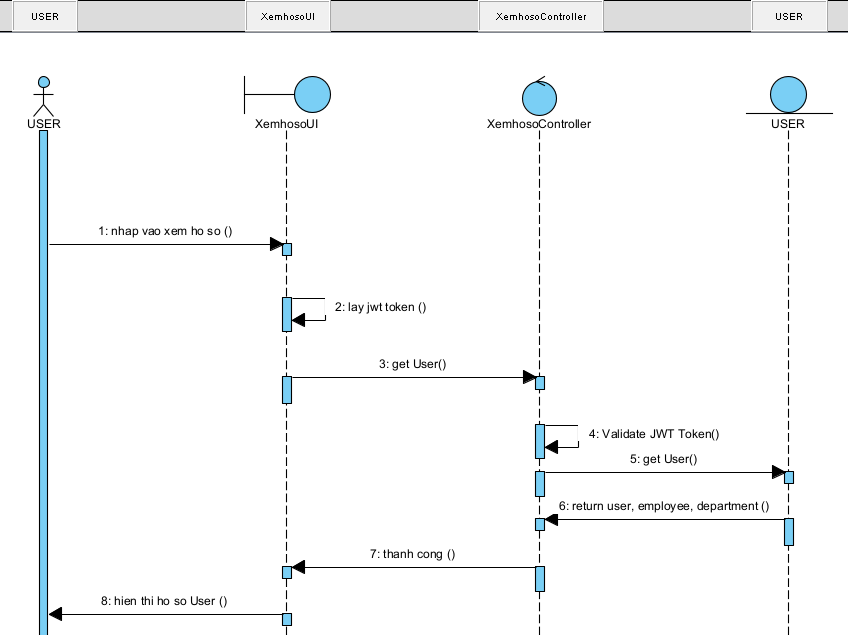 USER
XemhosoUI
XemhosoController
USER
USER
XemhosoUI
XemhosoController
USER
1: nhap vao xem ho so ()
2: lay jwt token ()
3: get User()
4: Validate JWT Token()
5: get User()
6: return user, employee, department ()
7: thanh cong ()
8: hien thi ho so User ()